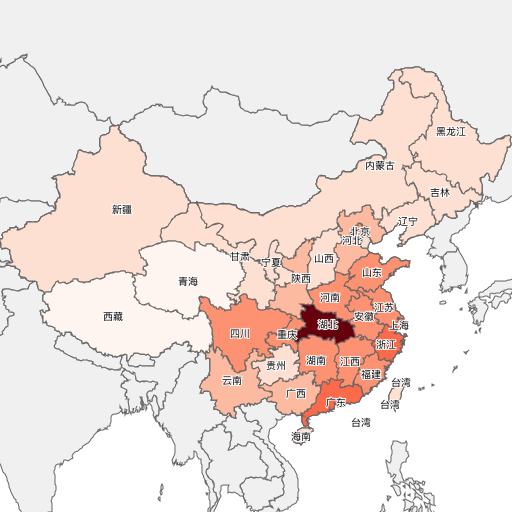 黑龙江
内蒙古
吉林
新疆
辽宁
北京
河北
甘肃
宁夏
山西
山东
陕西
青海
河南
江苏
西藏
安徽
湖北
上海
四川
重庆
浙江
湖南
江西
贵州
福建
云南
台湾
广西
广东
台湾
台湾
海南